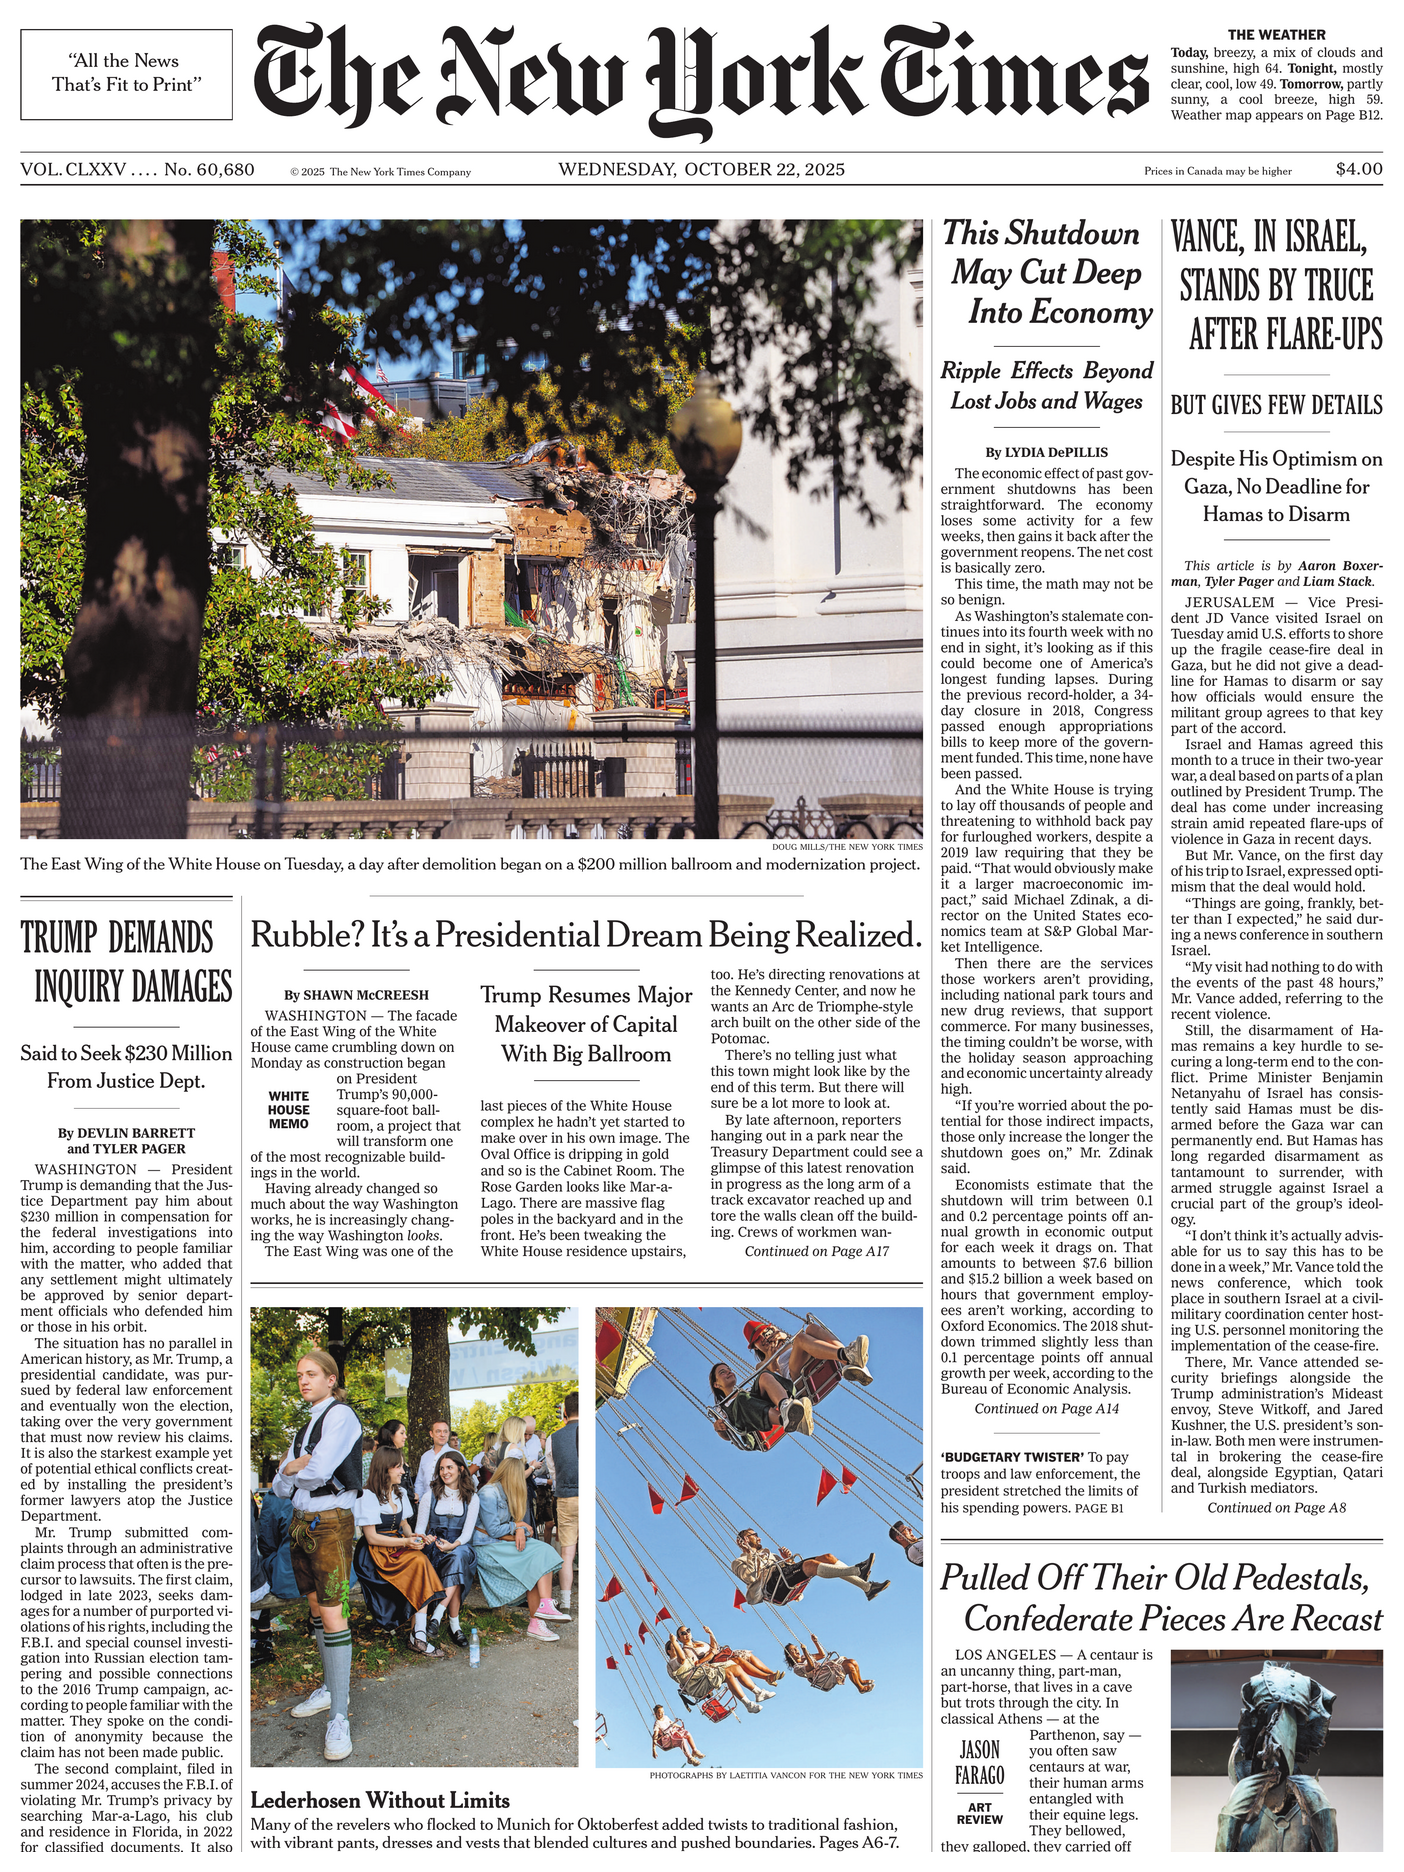 “All the News
That’s Fit to Print”
The New York Times
THE WEATHER
Today, breezy, a mix of clouds and
sunshine, high 64. Tonight, mostly
clear, cool, low 49. Tomorrow, partly
sunny, a cool breeze, high 59.
Weather map appears on Page B12.
VOL. CLXXV .... No. 60,680
© 2025 The New York Times Company
WEDNESDAY, OCTOBER 22, 2025
Prices in Canada may be higher
$4.00
DOUG MILLS/THE NEW YORK TIMES
The East Wing of the White House on Tuesday, a day after demolition began on a $200 million ballroom and modernization project.
TRUMP DEMANDS
INQUIRY DAMAGES
Said to Seek $230 Million
From Justice Dept.
By DEVLIN BARRETT
and TYLER PAGER
WASHINGTON — President
Trump is demanding that the Jus-
tice Department pay him about
$230 million in compensation for
the federal investigations into
him, according to people familiar
with the matter, who added that
any settlement might ultimately
be approved by senior depart-
ment officials who defended him
or those in his orbit.
The situation has no parallel in
American history, as Mr. Trump, a
presidential candidate, was pur-
sued by federal law enforcement
and eventually won the election,
taking over the very government
that must now review his claims.
It is also the starkest example yet
of potential ethical conflicts creat-
ed by installing the president’s
former lawyers atop the Justice
Department.
Mr. Trump submitted com-
plaints through an administrative
claim process that often is the pre-
cursor to lawsuits. The first claim,
lodged in late 2023, seeks dam-
ages for a number of purported vi-
olations of his rights, including the
F.B.I. and special counsel investi-
gation into Russian election tam-
pering and possible connections
to the 2016 Trump campaign, ac-
cording to people familiar with the
matter. They spoke on the condi-
tion of anonymity because the
claim has not been made public.
The second complaint, filed in
summer 2024, accuses the F.B.I. of
violating Mr. Trump’s privacy by
searching Mar-a-Lago, his club
and residence in Florida, in 2022
for classified documents. It also
Rubble? It’s a Presidential Dream Being Realized.
By SHAWN McCREESH
WASHINGTON — The facade
of the East Wing of the White
House came crumbling down on
Monday as construction began
on President
Trump’s 90,000-
square-foot ball-
room, a project that
will transform one
WHITE
HOUSE
MEMO
of the most recognizable build-
ings in the world.
Having already changed so
much about the way Washington
works, he is increasingly chang-
ing the way Washington looks.
The East Wing was one of the
Trump Resumes Major
Makeover of Capital
With Big Ballroom
last pieces of the White House
complex he hadn’t yet started to
make over in his own image. The
Oval Office is dripping in gold
and so is the Cabinet Room. The
Rose Garden looks like Mar-a-
Lago. There are massive flag
poles in the backyard and in the
front. He’s been tweaking the
White House residence upstairs,
too. He’s directing renovations at
the Kennedy Center, and now he
wants an Arc de Triomphe-style
arch built on the other side of the
Potomac.
There’s no telling just what
this town might look like by the
end of this term. But there will
sure be a lot more to look at.
By late afternoon, reporters
hanging out in a park near the
Treasury Department could see a
glimpse of this latest renovation
in progress as the long arm of a
track excavator reached up and
tore the walls clean off the build-
ing. Crews of workmen wan-
Continued on Page A17
PHOTOGRAPHS BY LAETITIA VANCON FOR THE NEW YORK TIMES
Lederhosen Without Limits
Many of the revelers who flocked to Munich for Oktoberfest added twists to traditional fashion,
with vibrant pants, dresses and vests that blended cultures and pushed boundaries. Pages A6-7.
This Shutdown
May Cut Deep
Into Economy
Ripple Effects Beyond
Lost Jobs and Wages
By LYDIA DePILLIS
The economic effect of past gov-
ernment shutdowns has been
straightforward. The economy
loses some activity for a few
weeks, then gains it back after the
government reopens. The net cost
is basically zero.
This time, the math may not be
so benign.
As Washington’s stalemate con-
tinues into its fourth week with no
end in sight, it’s looking as if this
could become one of America’s
longest funding lapses. During
the previous record-holder, a 34-
day closure in 2018, Congress
passed enough appropriations
bills to keep more of the govern-
ment funded. This time, none have
been passed.
And the White House is trying
to lay off thousands of people and
threatening to withhold back pay
for furloughed workers, despite a
2019 law requiring that they be
paid. “That would obviously make
it a larger macroeconomic im-
pact,” said Michael Zdinak, a di-
rector on the United States eco-
nomics team at S&P Global Mar-
ket Intelligence.
Then there are the services
those workers aren’t providing,
including national park tours and
new drug reviews, that support
commerce. For many businesses,
the timing couldn’t be worse, with
the holiday season approaching
and economic uncertainty already
high.
“If you’re worried about the po-
tential for those indirect impacts,
those only increase the longer the
shutdown goes on,” Mr. Zdinak
said.
Economists estimate that the
shutdown will trim between 0.1
and 0.2 percentage points off an-
nual growth in economic output
for each week it drags on. That
amounts to between $7.6 billion
and $15.2 billion a week based on
hours that government employ-
ees aren’t working, according to
Oxford Economics. The 2018 shut-
down trimmed slightly less than
0.1 percentage points off annual
growth per week, according to the
Bureau of Economic Analysis.
Continued on Page A14
‘BUDGETARY TWISTER’ To pay
troops and law enforcement, the
president stretched the limits of
his spending powers. PAGE B1
VANCE, IN ISRAEL,
STANDS BY TRUCE
AFTER FLARE-UPS
BUT GIVES FEW DETAILS
Despite His Optimism on
Gaza, No Deadline for
Hamas to Disarm
This article is by Aaron Boxer-
man, Tyler Pager and Liam Stack.
JERUSALEM — Vice Presi-
dent JD Vance visited Israel on
Tuesday amid U.S. efforts to shore
up the fragile cease-fire deal in
Gaza, but he did not give a dead-
line for Hamas to disarm or say
how officials would ensure the
militant group agrees to that key
part of the accord.
Israel and Hamas agreed this
month to a truce in their two-year
war, a deal based on parts of a plan
outlined by President Trump. The
deal has come under increasing
strain amid repeated flare-ups of
violence in Gaza in recent days.
But Mr. Vance, on the first day
of his trip to Israel, expressed opti-
mism that the deal would hold.
“Things are going, frankly, bet-
ter than I expected,” he said dur-
ing a news conference in southern
Israel.
“My visit had nothing to do with
the events of the past 48 hours,”
Mr. Vance added, referring to the
recent violence.
Still, the disarmament of Ha-
mas remains a key hurdle to se-
curing a long-term end to the con-
flict. Prime Minister Benjamin
Netanyahu of Israel has consis-
tently said Hamas must be dis-
armed before the Gaza war can
permanently end. But Hamas has
long regarded disarmament as
tantamount to surrender, with
armed struggle against Israel a
crucial part of the group’s ideol-
ogy.
“I don’t think it’s actually advis-
able for us to say this has to be
done in a week,” Mr. Vance told the
news conference, which took
place in southern Israel at a civil-
military coordination center host-
ing U.S. personnel monitoring the
implementation of the cease-fire.
There, Mr. Vance attended se-
curity briefings alongside the
Trump administration’s Mideast
envoy, Steve Witkoff, and Jared
Kushner, the U.S. president’s son-
in-law. Both men were instrumen-
tal in brokering the cease-fire
deal, alongside Egyptian, Qatari
and Turkish mediators.
Continued on Page A8
Pulled Off Their Old Pedestals,
Confederate Pieces Are Recast
LOS ANGELES — A centaur is
an uncanny thing, part-man,
part-horse, that lives in a cave
but trots through the city. In
classical Athens — at the
Parthenon, say —
you often saw
centaurs at war,
their human arms
entangled with
their equine legs.
They bellowed,
JASON
FARAGO
ART
REVIEW
they galloped, they carried off